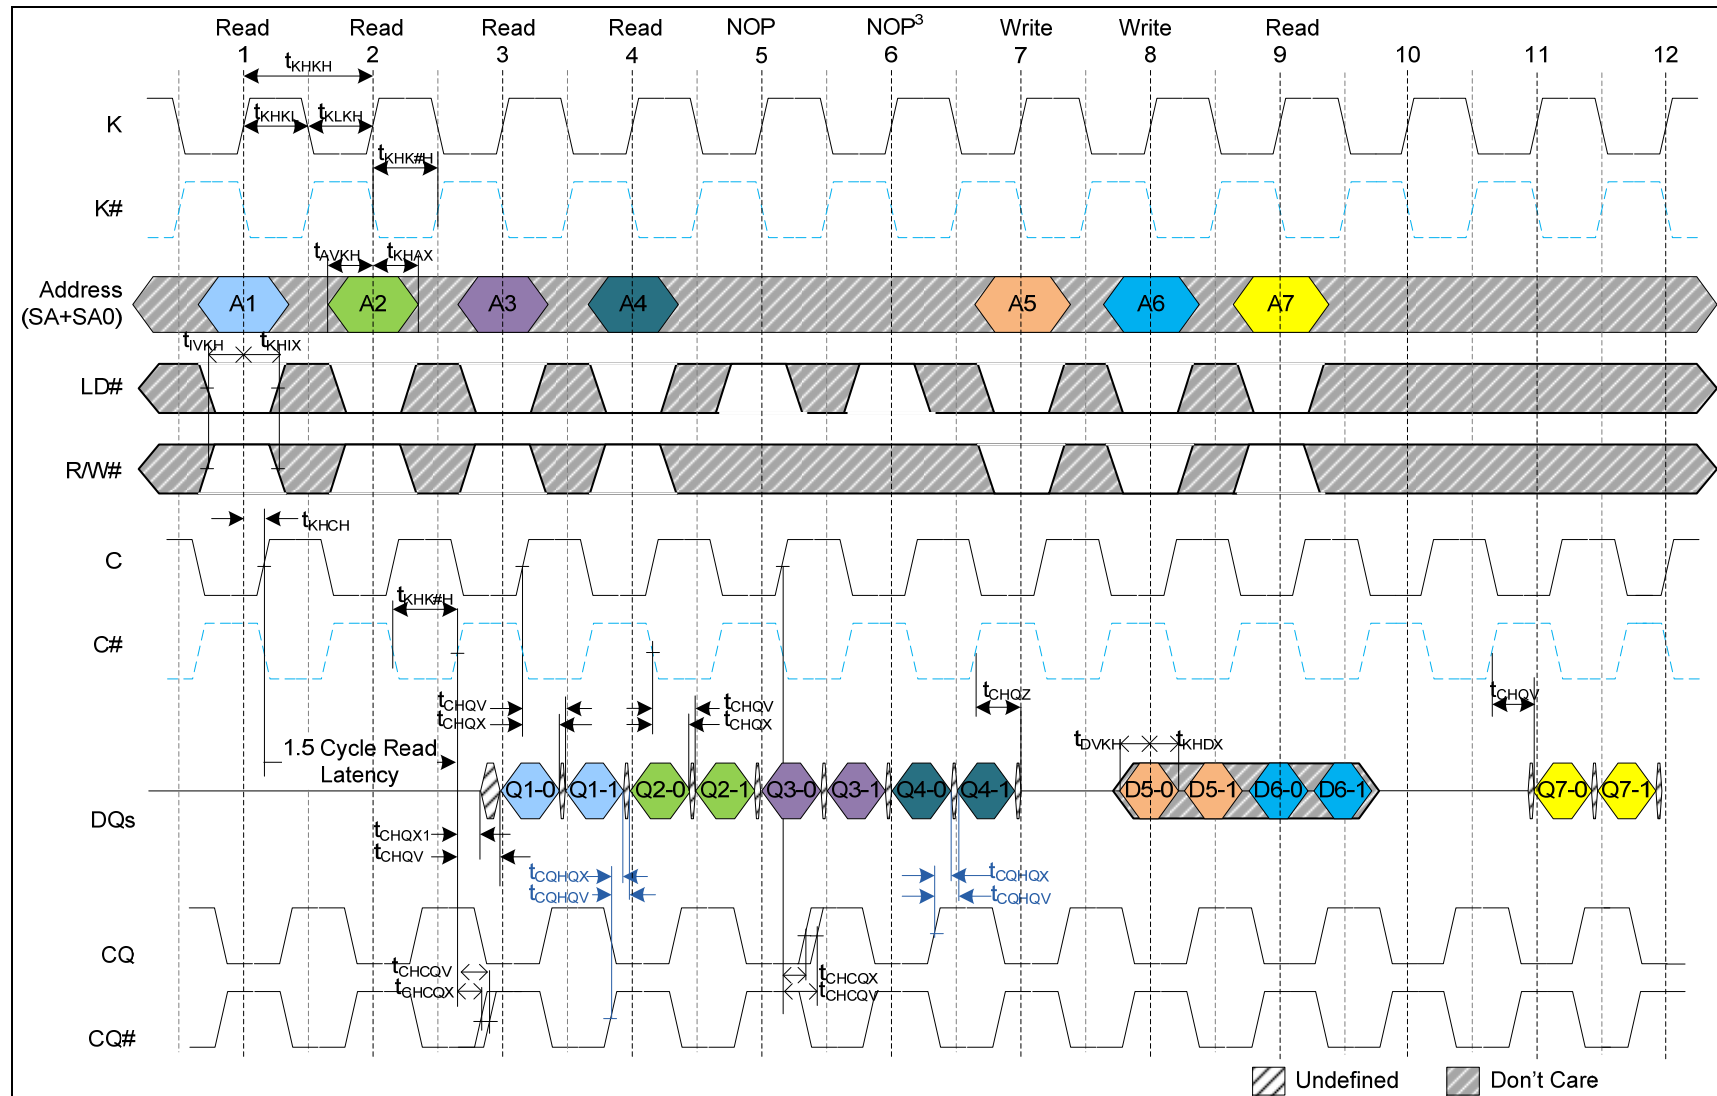 Read Read Read Read NOP NOP3 Write Write Read
1 2 3 4 5 6 7 8 9 10 11 12
tKHKH
K tKHKL tKLKH
tKHK#H
K#
tAVKH tKHAX
Address
(SA+SA0)
A1 A2 A3 A4 A5 A6 A7
tIVKH tKHIX
LD#
R/W#
tKHCH
C
tKHK#H
C#
tCHQV tCHQV tCHQZ tCHQV
tCHQX tCHQX
1.5 Cycle Read
Latency
tDVKH tKHDX
DQs
Q1-0 Q1-1 Q2-0 Q2-1 Q3-0 Q3-1 Q4-0 Q4-1 D5-0 D5-1 D6-0 D6-1 Q7-0 Q7-1
tCHQX1
tCHQV
tCQHQX tCQHQX
tCQHQV tCQHQV
CQ
tCHCQV tCHCQX
tCHCQX tCHCQV
CQ#
Undefined Don't Care